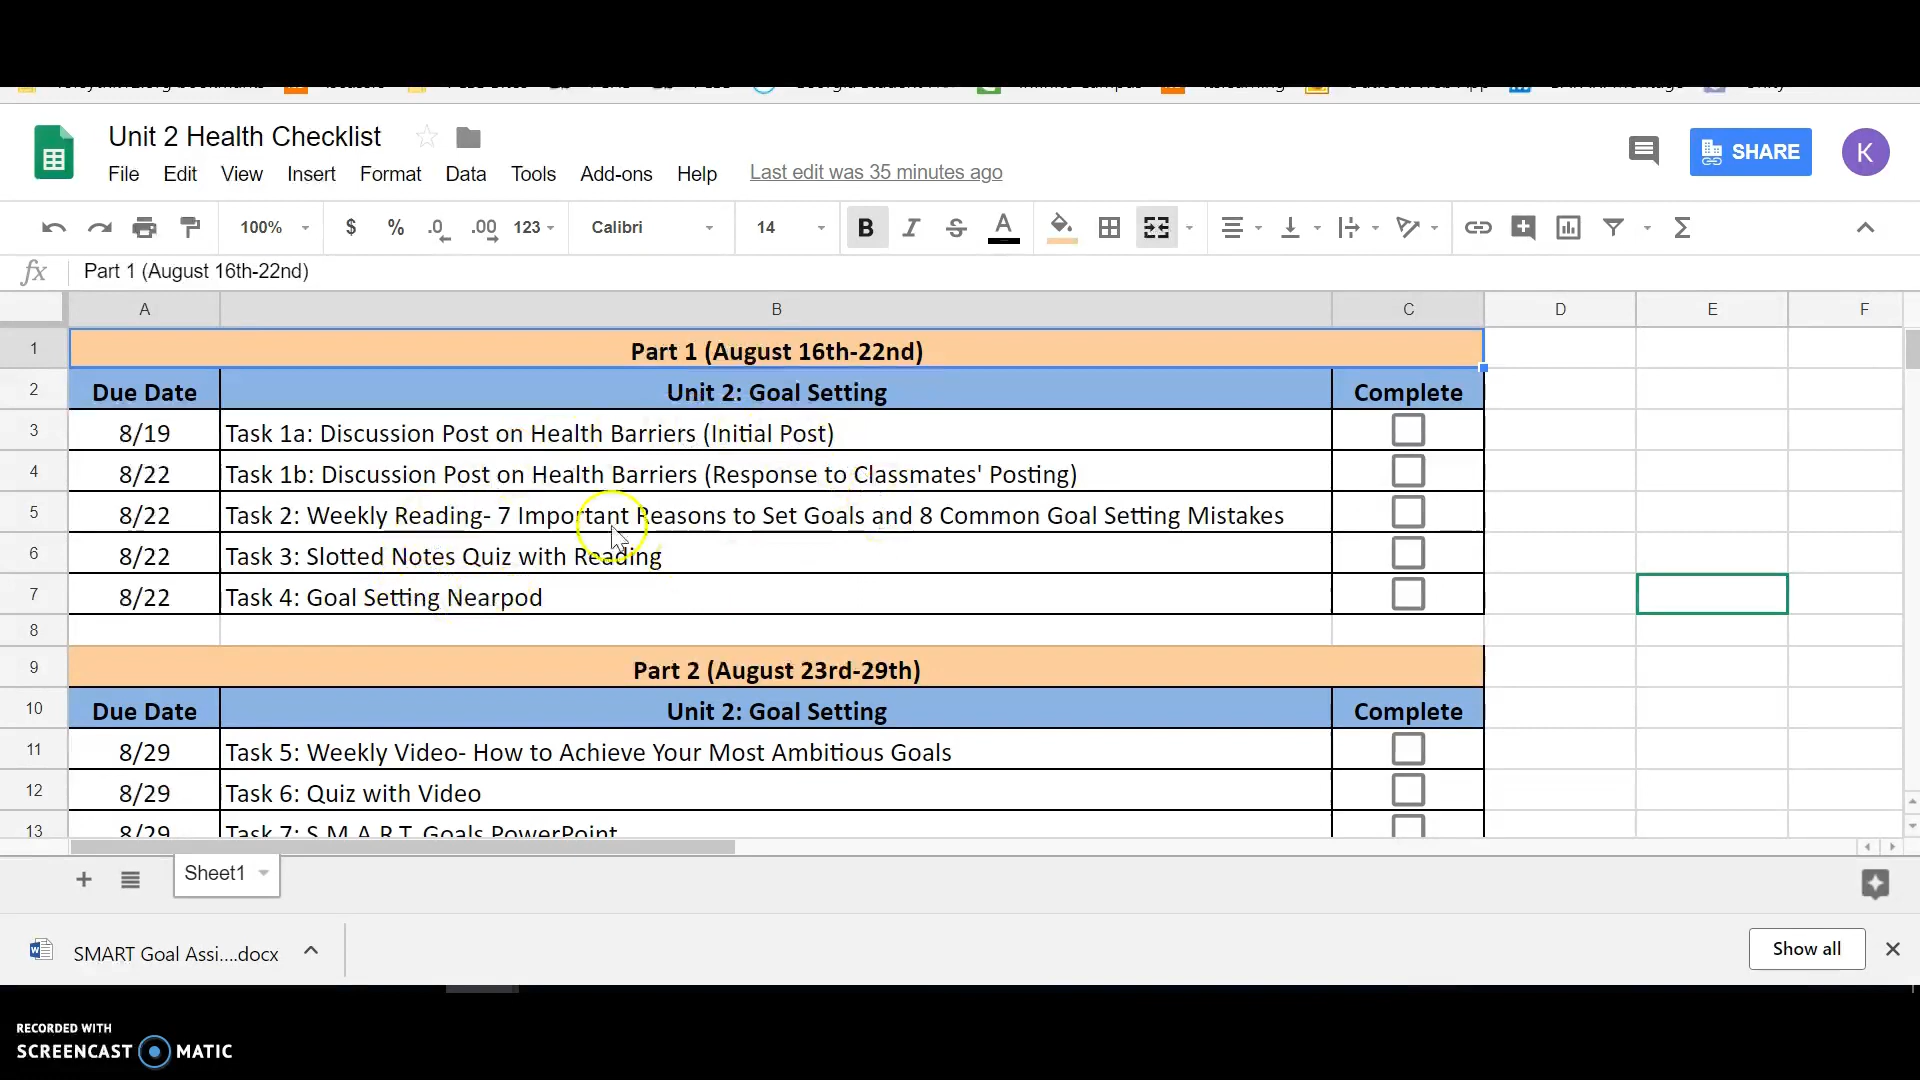 Unit 2 Health Checklist
SHARE
K
File Edit View Insert Format Data Tools Add-ons Help Last edit was 35 minutes ago
100% $ % .0 .00 123 Calibri 14 B I S A
fx Part 1 (August 16th-22nd)
A B C D E F
1 Part 1 (August 16th-22nd)
2 Due Date Unit 2: Goal Setting Complete
3 8/19 Task 1a: Discussion Post on Health Barriers (Initial Post)
4 8/22 Task 1b: Discussion Post on Health Barriers (Response to Classmates' Posting)
5 8/22 Task 2: Weekly Reading- 7 Important Reasons to Set Goals and 8 Common Goal Setting Mistakes
6 8/22 Task 3: Slotted Notes Quiz with Reading
7 8/22 Task 4: Goal Setting Nearpod
8
9 Part 2 (August 23rd-29th)
10 Due Date Unit 2: Goal Setting Complete
11 8/29 Task 5: Weekly Video- How to Achieve Your Most Ambitious Goals
12 8/29 Task 6: Quiz with Video
13 8/29 Task 7: S.M.A.R.T. Goals PowerPoint
Sheet1
SMART Goal Assi....docx
Show all
RECORDED WITH
SCREENCAST MATIC